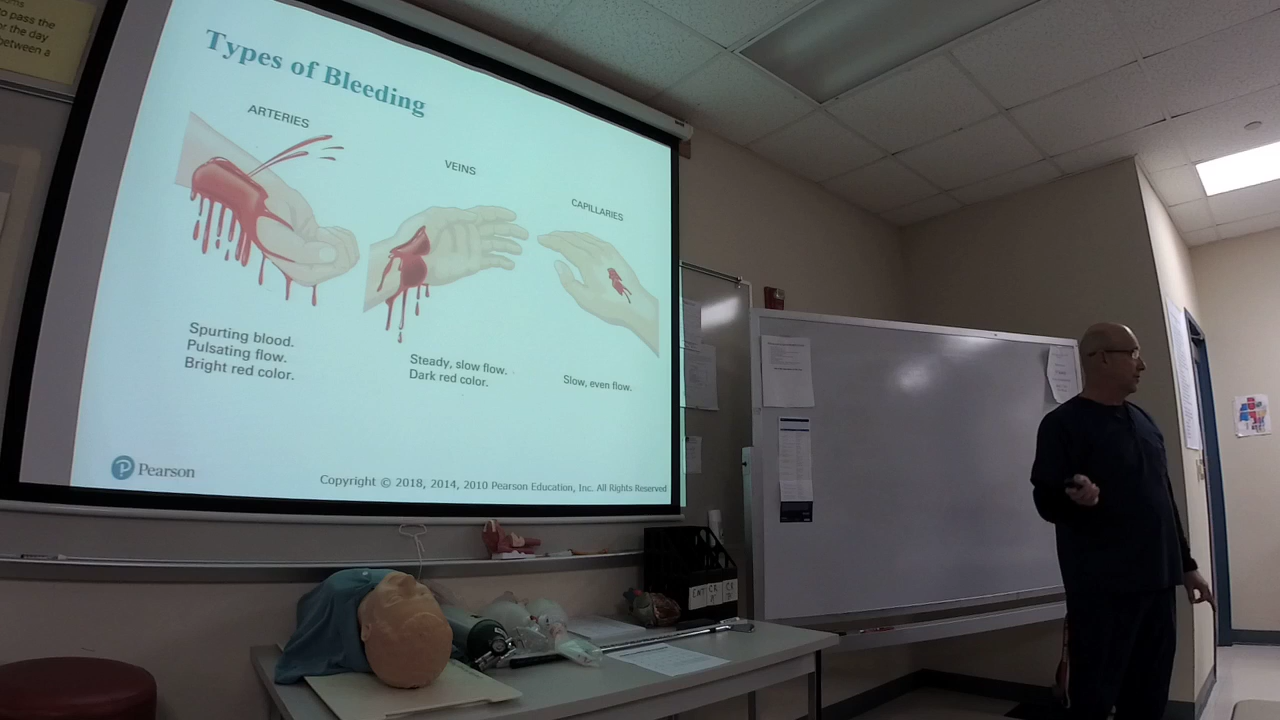 to pass the
or the day
between a
Types of Bleeding
ARTERIES
VEINS
CAPILLARIES
Spurting blood.
Pulsating flow.
Bright red color.
Steady, slow flow.
Dark red color.
Slow, even flow.
Pearson
Copyright © 2018, 2014, 2010 Pearson Education, Inc. All Rights Reserved